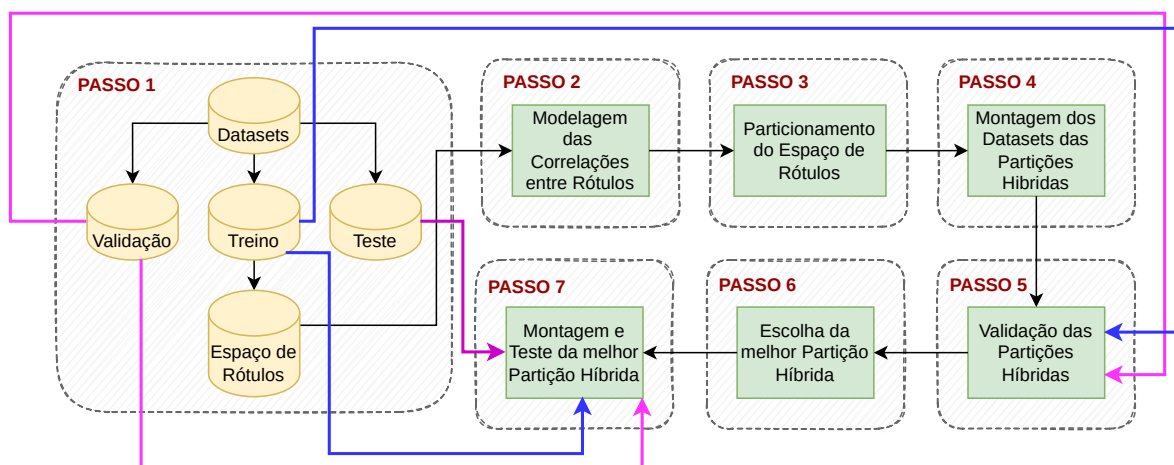 PASSO 1
Datasets
Validação
Treino
Teste
Espaço de
Rótulos
PASSO 2
Modelagem
das
Correlações
entre Rótulos
PASSO 3
Particionamento
do Espaço de
Rótulos
PASSO 4
Montagem dos
Datasets das
Partições
Hibridas
PASSO 5
Validação das
Partições
Híbridas
PASSO 6
Escolha da
melhor Partição
Híbrida
PASSO 7
Montagem e
Teste da melhor
Partição Híbrida